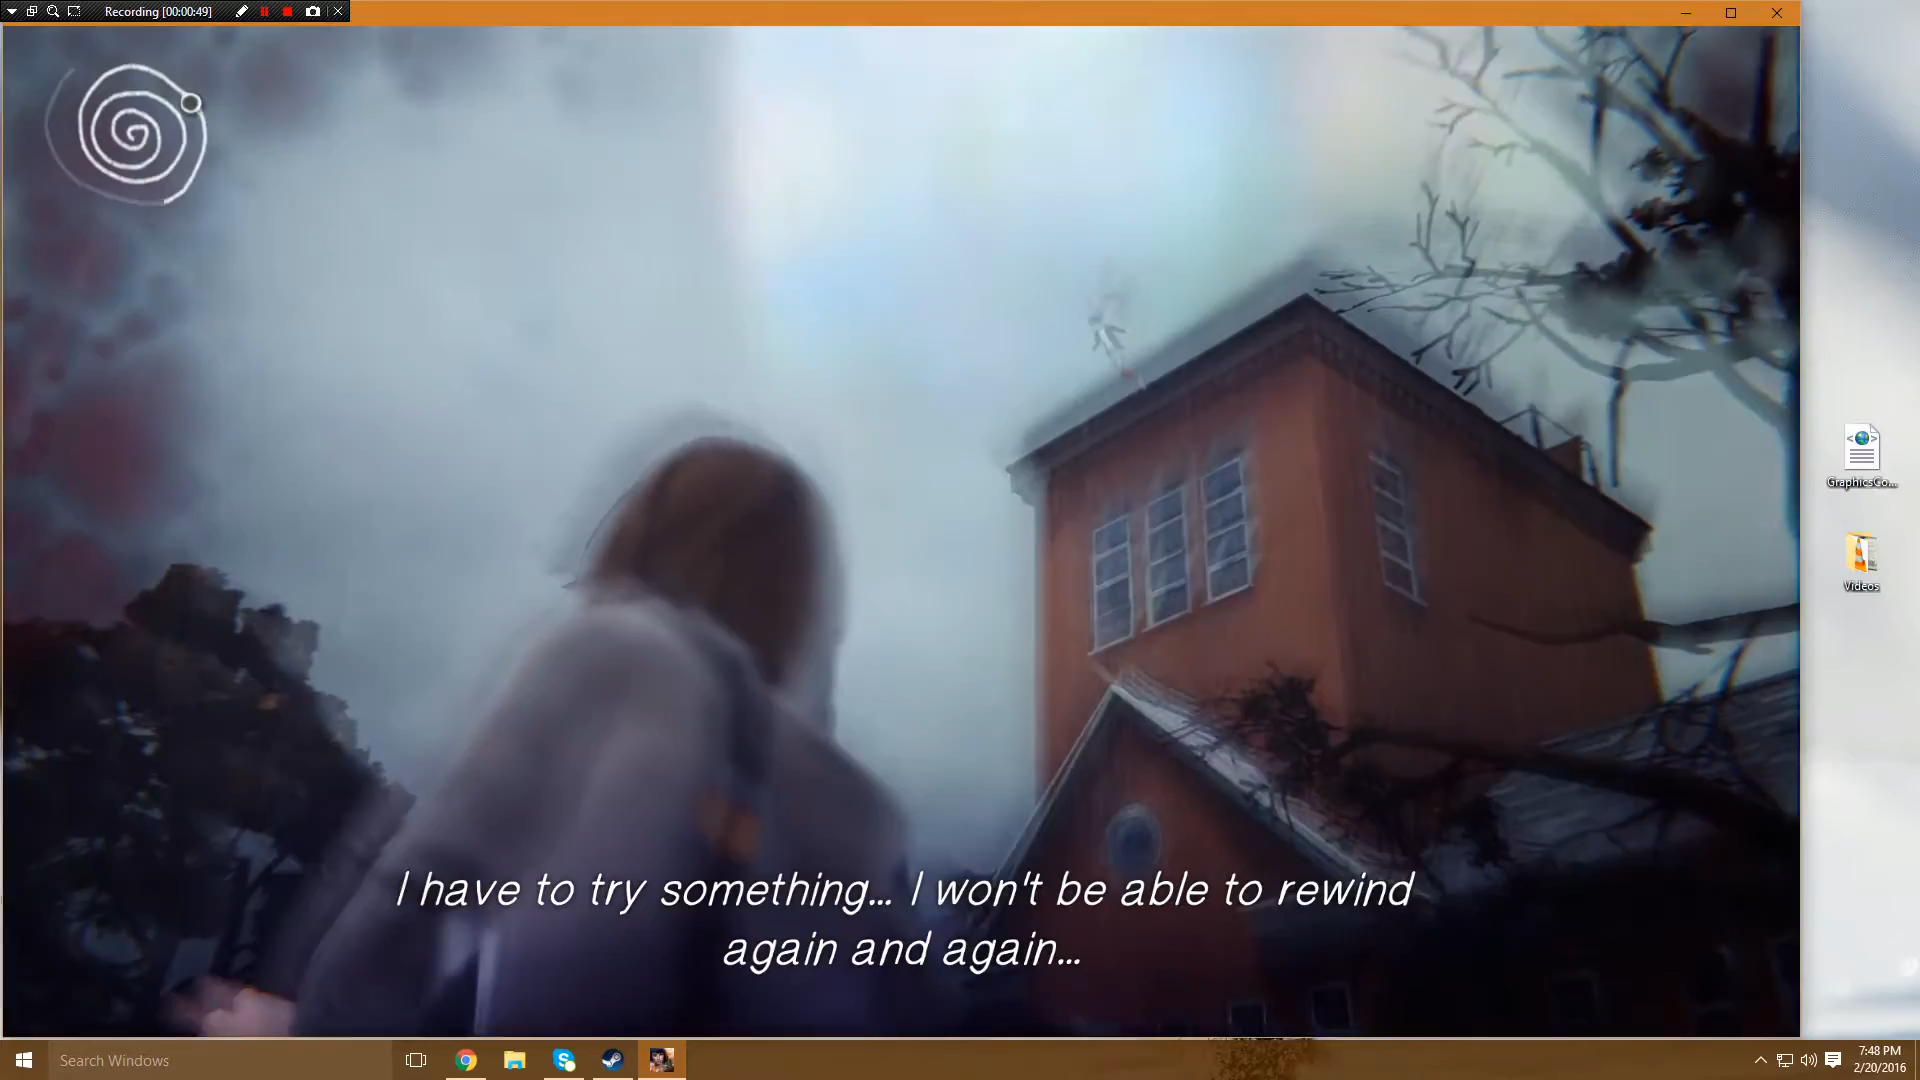 Recording [00:00:49]
I have to try something... I won't be able to rewind
again and again...
GraphicsCo...
Videos
Search Windows
7:48 PM
2/20/2016